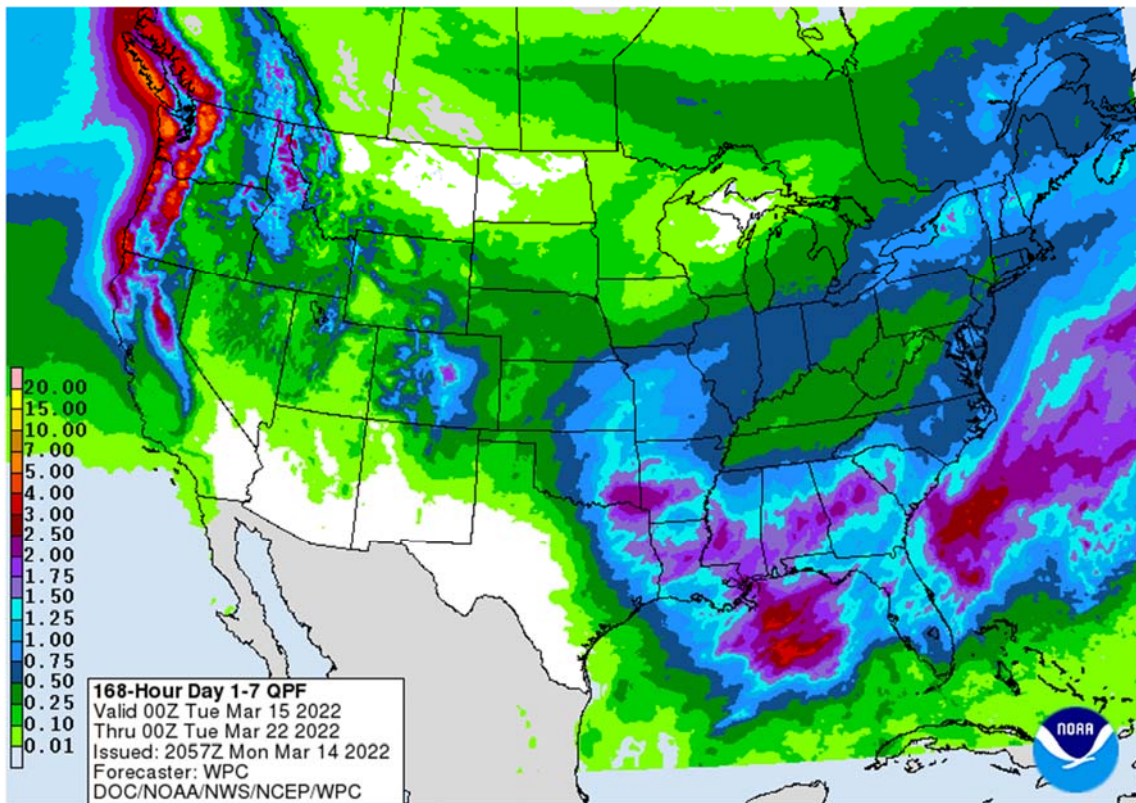 20.00
15.00
10.00
7.00
5.00
4.00
3.00
2.50
2.00
1.75
1.50
1.25
1.00
0.75
0.50
0.25
0.10
0.01
168-Hour Day 1-7 QPF
Valid 00Z Tue Mar 15 2022
Thru 00Z Tue Mar 22 2022
Issued: 2057Z Mon Mar 14 2022
Forecaster: WPC
DOC/NOAA/NWS/NCEP/WPC
NOAA